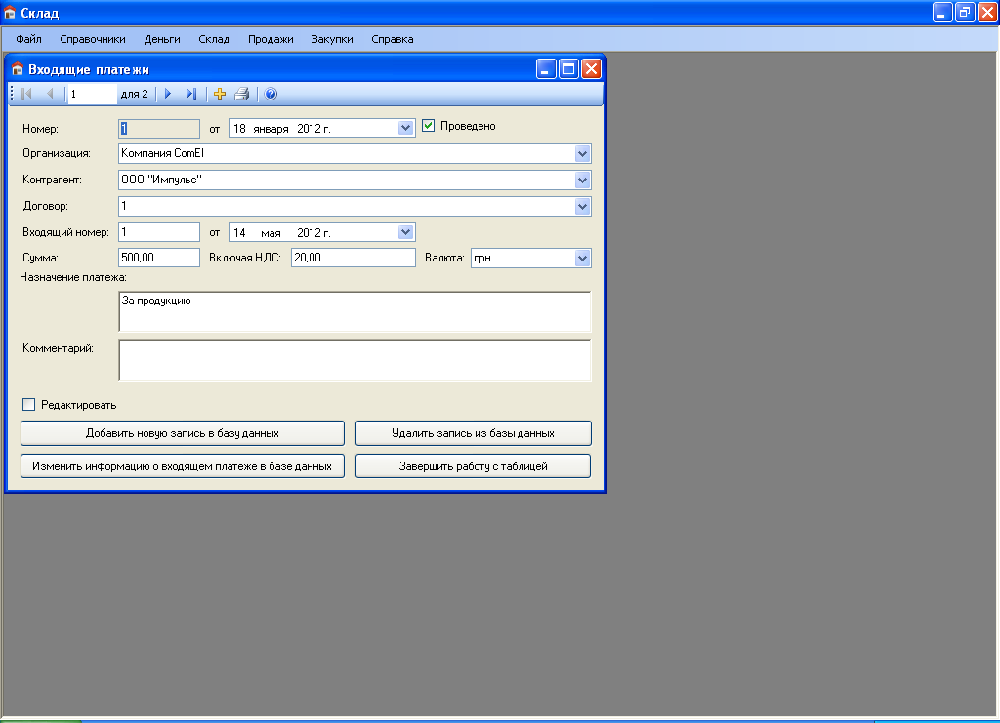 Склад
Файл Справочники Деньги Склад Продажи Закупки Справка
Входящие платежи
1 для 2
Номер: 1 от 18 января 2012 г. Проведено
Организация: Компания ComEl
Контрагент: ООО "Импульс"
Договор: 1
Входящий номер: 1 от 14 мая 2012 г.
Сумма: 500,00 Включая НДС: 20,00 Валюта: грн
Назначение платежа:
За продукцию
Комментарий:
Редактировать
Добавить новую запись в базу данных Удалить запись из базы данных
Изменить информацию о входящем платеже в базе данных Завершить работу с таблицей